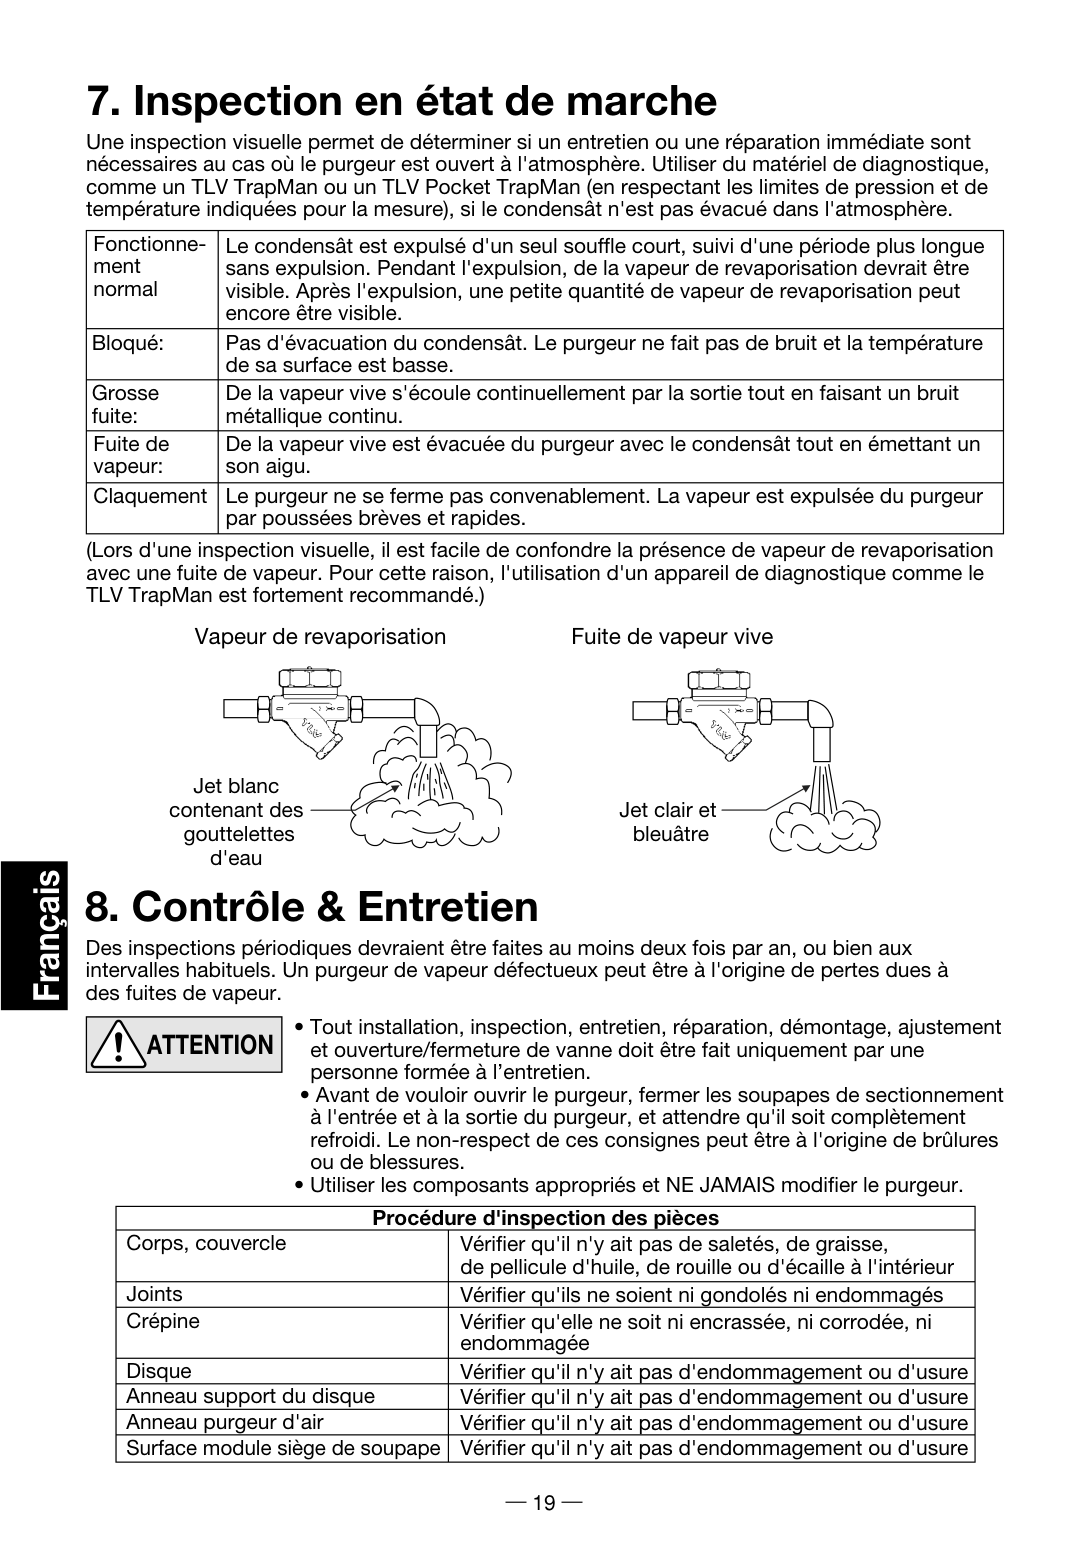 7. Inspection en état de marche
Une inspection visuelle permet de déterminer si un entretien ou une réparation immédiate sont
nécessaires au cas où le purgeur est ouvert à l'atmosphère. Utiliser du matériel de diagnostique,
comme un TLV TrapMan ou un TLV Pocket TrapMan (en respectant les limites de pression et de
température indiquées pour la mesure), si le condensât n'est pas évacué dans l'atmosphère.
Fonctionne-
ment
normal
Le condensât est expulsé d'un seul souffle court, suivi d'une période plus longue
sans expulsion. Pendant l'expulsion, de la vapeur de revaporisation devrait être
visible. Après l'expulsion, une petite quantité de vapeur de revaporisation peut
encore être visible.
Bloqué:
Pas d'évacuation du condensât. Le purgeur ne fait pas de bruit et la température
de sa surface est basse.
Grosse
fuite:
De la vapeur vive s'écoule continuellement par la sortie tout en faisant un bruit
métallique continu.
Fuite de
vapeur:
De la vapeur vive est évacuée du purgeur avec le condensât tout en émettant un
son aigu.
Claquement
Le purgeur ne se ferme pas convenablement. La vapeur est expulsée du purgeur
par poussées brèves et rapides.
(Lors d'une inspection visuelle, il est facile de confondre la présence de vapeur de revaporisation
avec une fuite de vapeur. Pour cette raison, l'utilisation d'un appareil de diagnostique comme le
TLV TrapMan est fortement recommandé.)
Vapeur de revaporisation
Fuite de vapeur vive
TLV
TLV
Jet blanc
contenant des
gouttelettes
d'eau
Jet clair et
bleuâtre
Français
8. Contrôle & Entretien
Des inspections périodiques devraient être faites au moins deux fois par an, ou bien aux
intervalles habituels. Un purgeur de vapeur défectueux peut être à l'origine de pertes dues à
des fuites de vapeur.
ATTENTION
• Tout installation, inspection, entretien, réparation, démontage, ajustement
et ouverture/fermeture de vanne doit être fait uniquement par une
personne formée à l’entretien.
• Avant de vouloir ouvrir le purgeur, fermer les soupapes de sectionnement
à l'entrée et à la sortie du purgeur, et attendre qu'il soit complètement
refroidi. Le non-respect de ces consignes peut être à l'origine de brûlures
ou de blessures.
• Utiliser les composants appropriés et NE JAMAIS modifier le purgeur.
Procédure d'inspection des pièces
Corps, couvercle
Vérifier qu'il n'y ait pas de saletés, de graisse,
de pellicule d'huile, de rouille ou d'écaille à l'intérieur
Joints
Vérifier qu'ils ne soient ni gondolés ni endommagés
Crépine
Vérifier qu'elle ne soit ni encrassée, ni corrodée, ni
endommagée
Disque
Vérifier qu'il n'y ait pas d'endommagement ou d'usure
Anneau support du disque
Vérifier qu'il n'y ait pas d'endommagement ou d'usure
Anneau purgeur d'air
Vérifier qu'il n'y ait pas d'endommagement ou d'usure
Surface module siège de soupape
Vérifier qu'il n'y ait pas d'endommagement ou d'usure
— 19 —